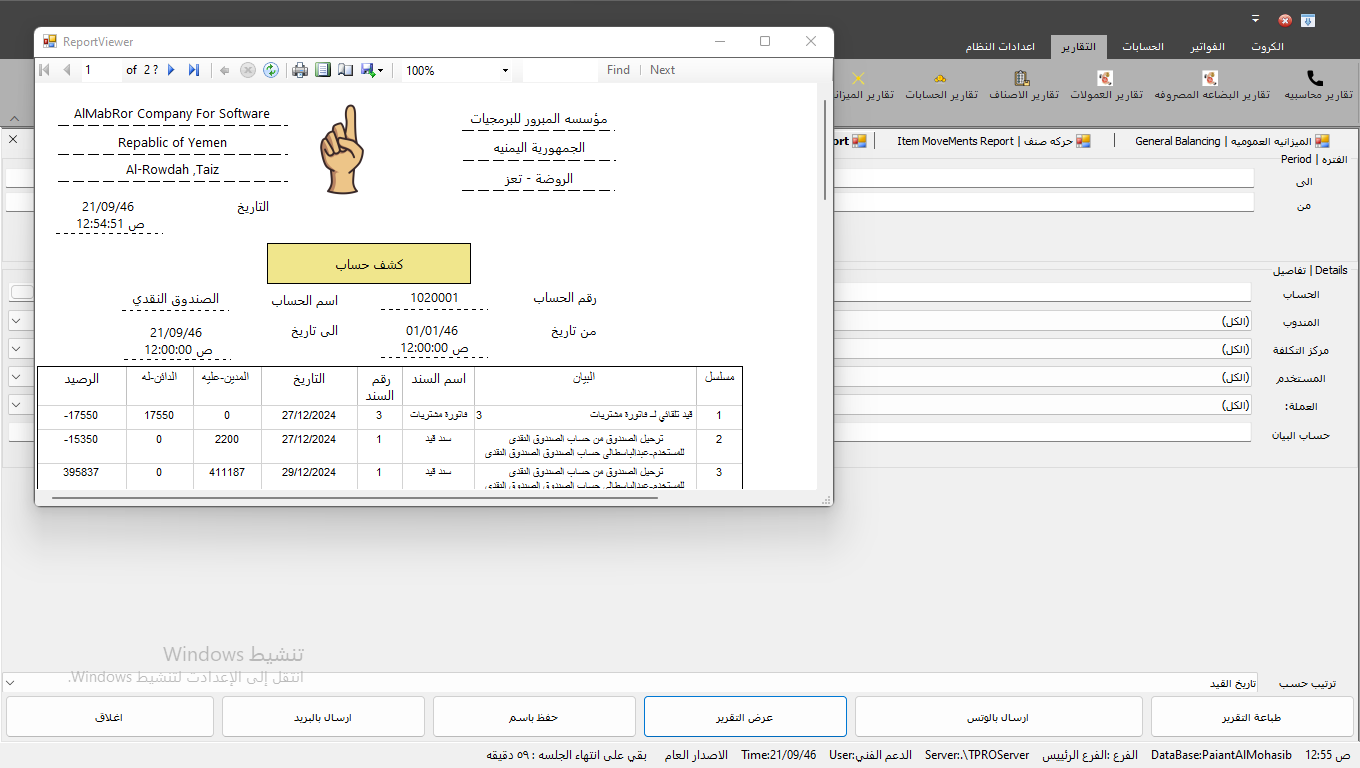 ReportViewer
1 of 2 ? 100% Find | Next
الكروت الفواتير الحسابات التقارير اعدادات النظام
تقارير محاسبيه تقارير البضاعه المصروفه تقارير العمولات تقارير الاصناف تقارير الحسابات
الميزانيه العموميه | General Balancing
حركه صنف | Item MoveMents Report
AlMabRor Company For Software
Repablic of Yemen
Al-Rowdah ,Taiz
مؤسسه المبرور للبرمجيات
الجمهورية اليمنيه
الروضة - تعز
التاريخ 21/09/46
12:54:51 ص
كشف حساب
رقم الحساب 1020001 اسم الحساب الصندوق النقدي
من تاريخ 01/01/46 الى تاريخ 21/09/46
12:00:00 ص 12:00:00 ص
مسلسل البيان اسم السند رقم السند التاريخ المدين-عليه الدائن-له الرصيد
1 قيد تلقائي لـ فاتورة مشتريات 3 فاتورة مشتريات 3 27/12/2024 0 17550 -17550
2 ترحيل الصندوق من حساب الصندوق النقدى سند قيد 1 27/12/2024 2200 0 -15350
للمستخدم-عبدالباسطالى حساب الصندوق الصندوق النقدى
3 ترحيل الصندوق من حساب الصندوق النقدى سند قيد 1 29/12/2024 411187 0 395837
للمستخدم-عبدالباسطالى حساب الصندوق الصندوق النقدى
الفتره | Period
الى
من
Details | تفاصيل
الحساب
المندوب (الكل)
مركز التكلفة (الكل)
المستخدم (الكل)
العملة: (الكل)
حساب البيان
تنشيط Windows
انتقل إلى الإعدادات لتنشيط Windows.
ترتيب حسب تاريخ القيد
طباعة التقرير ارسال بالوتس عرض التقرير حفظ باسم ارسال بالبريد اغلاق
12:55 ص DataBase:PaiantAlMohasib الفرع :الفرع الرئييس Server:.\TPROServer الدعم الفني:User Time:21/09/46 الاصدار العام بقي على انتهاء الجلسه : ٥٩ دقيقه